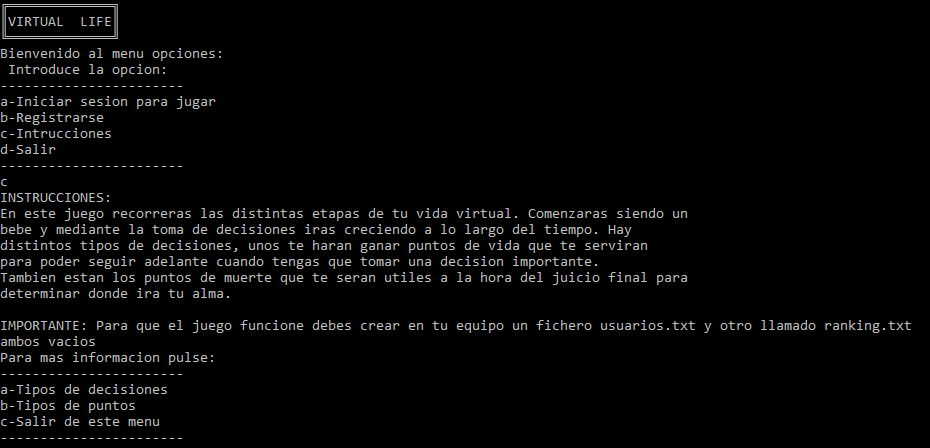 VIRTUAL  LIFE
Bienvenido al menu opciones:
 Introduce la opcion:
-----------------------
a-Iniciar sesion para jugar
b-Registrarse
c-Intrucciones
d-Salir
-----------------------
c
INSTRUCCIONES:
En este juego recorreras las distintas etapas de tu vida virtual. Comenzaras siendo un
bebe y mediante la toma de decisiones iras creciendo a lo largo del tiempo. Hay
distintos tipos de decisiones, unos te haran ganar puntos de vida que te serviran
para poder seguir adelante cuando tengas que tomar una decision importante.
Tambien estan los puntos de muerte que te seran utiles a la hora del juicio final para
determinar donde ira tu alma.

IMPORTANTE: Para que el juego funcione debes crear en tu equipo un fichero usuarios.txt y otro llamado ranking.txt
ambos vacios
Para mas informacion pulse:
-----------------------
a-Tipos de decisiones
b-Tipos de puntos
c-Salir de este menu
-----------------------